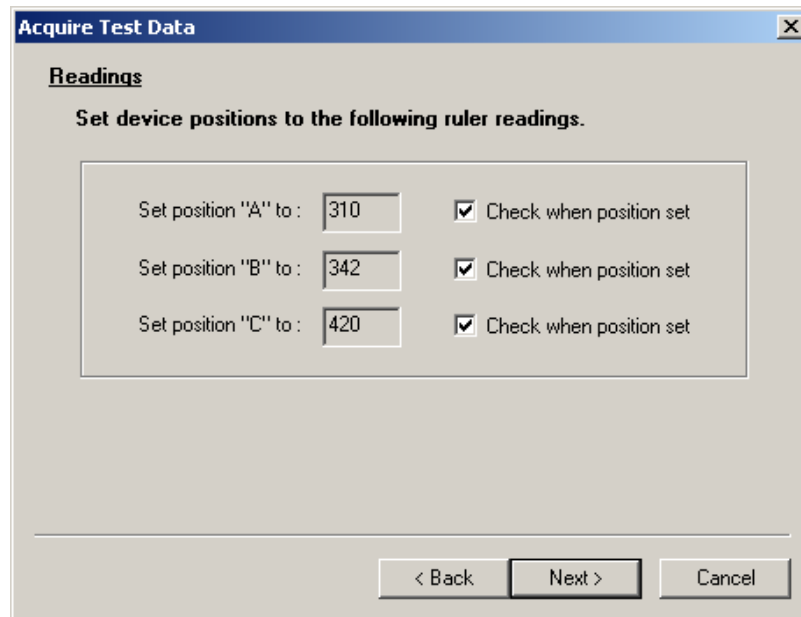 Acquire Test Data
Readings
Set device positions to the following ruler readings.
Set position "A" to : 310 Check when position set
Set position "B" to : 342 Check when position set
Set position "C" to : 420 Check when position set
< Back Next > Cancel